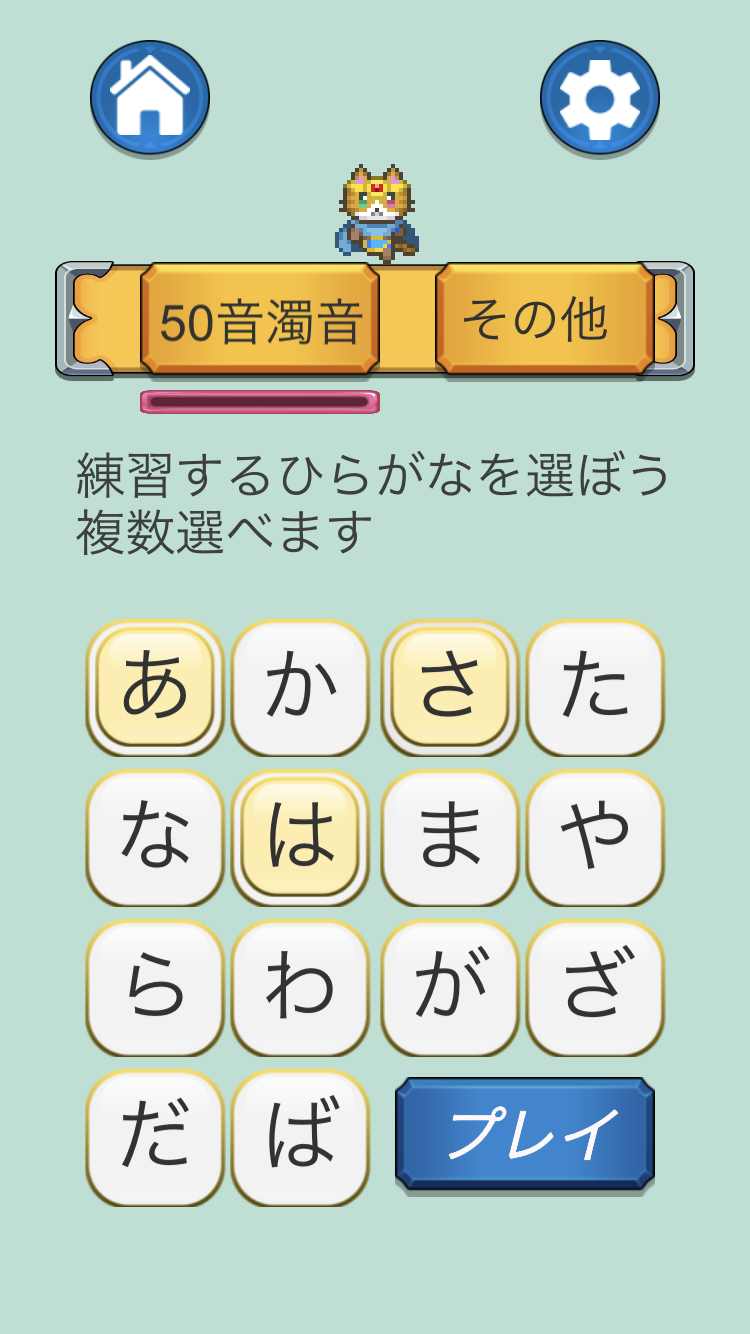 50音濁音 その他
練習するひらがなを選ぼう
複数選べます
あ か さ た
な は ま や
ら わ が ざ
だ ば プレイ